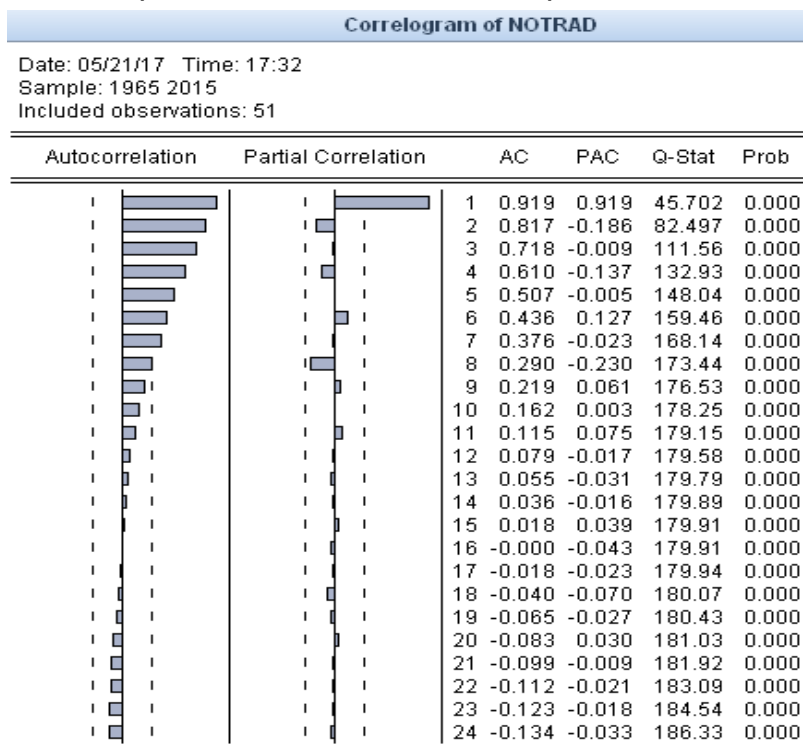 Correlogram of NOTRAD
Date: 05/21/17 Time: 17:32
Sample: 1965 2015
Included observations: 51
Autocorrelation Partial Correlation AC PAC Q-Stat Prob
1 0.919 0.919 45.702 0.000
2 0.817 -0.186 82.497 0.000
3 0.718 -0.009 111.56 0.000
4 0.610 -0.137 132.93 0.000
5 0.507 -0.005 148.04 0.000
6 0.436 0.127 159.46 0.000
7 0.376 -0.023 168.14 0.000
8 0.290 -0.230 173.44 0.000
9 0.219 0.061 176.53 0.000
10 0.162 0.003 178.25 0.000
11 0.115 0.075 179.15 0.000
12 0.079 -0.017 179.58 0.000
13 0.055 -0.031 179.79 0.000
14 0.036 -0.016 179.89 0.000
15 0.018 0.039 179.91 0.000
16 -0.000 -0.043 179.91 0.000
17 -0.018 -0.023 179.94 0.000
18 -0.040 -0.070 180.07 0.000
19 -0.065 -0.027 180.43 0.000
20 -0.083 0.030 181.03 0.000
21 -0.099 -0.009 181.92 0.000
22 -0.112 -0.021 183.09 0.000
23 -0.123 -0.018 184.54 0.000
24 -0.134 -0.033 186.33 0.000